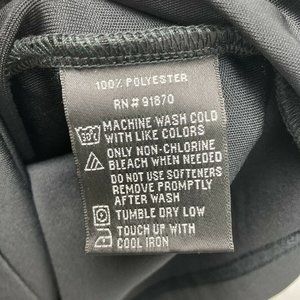 100% POLYESTER
RN # 91870
MACHINE WASH COLD
WITH LIKE COLORS
ONLY NON-CHLORINE
BLEACH WHEN NEEDED
DO NOT USE SOFTENERS
REMOVE PROMPTLY
AFTER WASH
TUMBLE DRY LOW
TOUCH UP WITH
COOL IRON